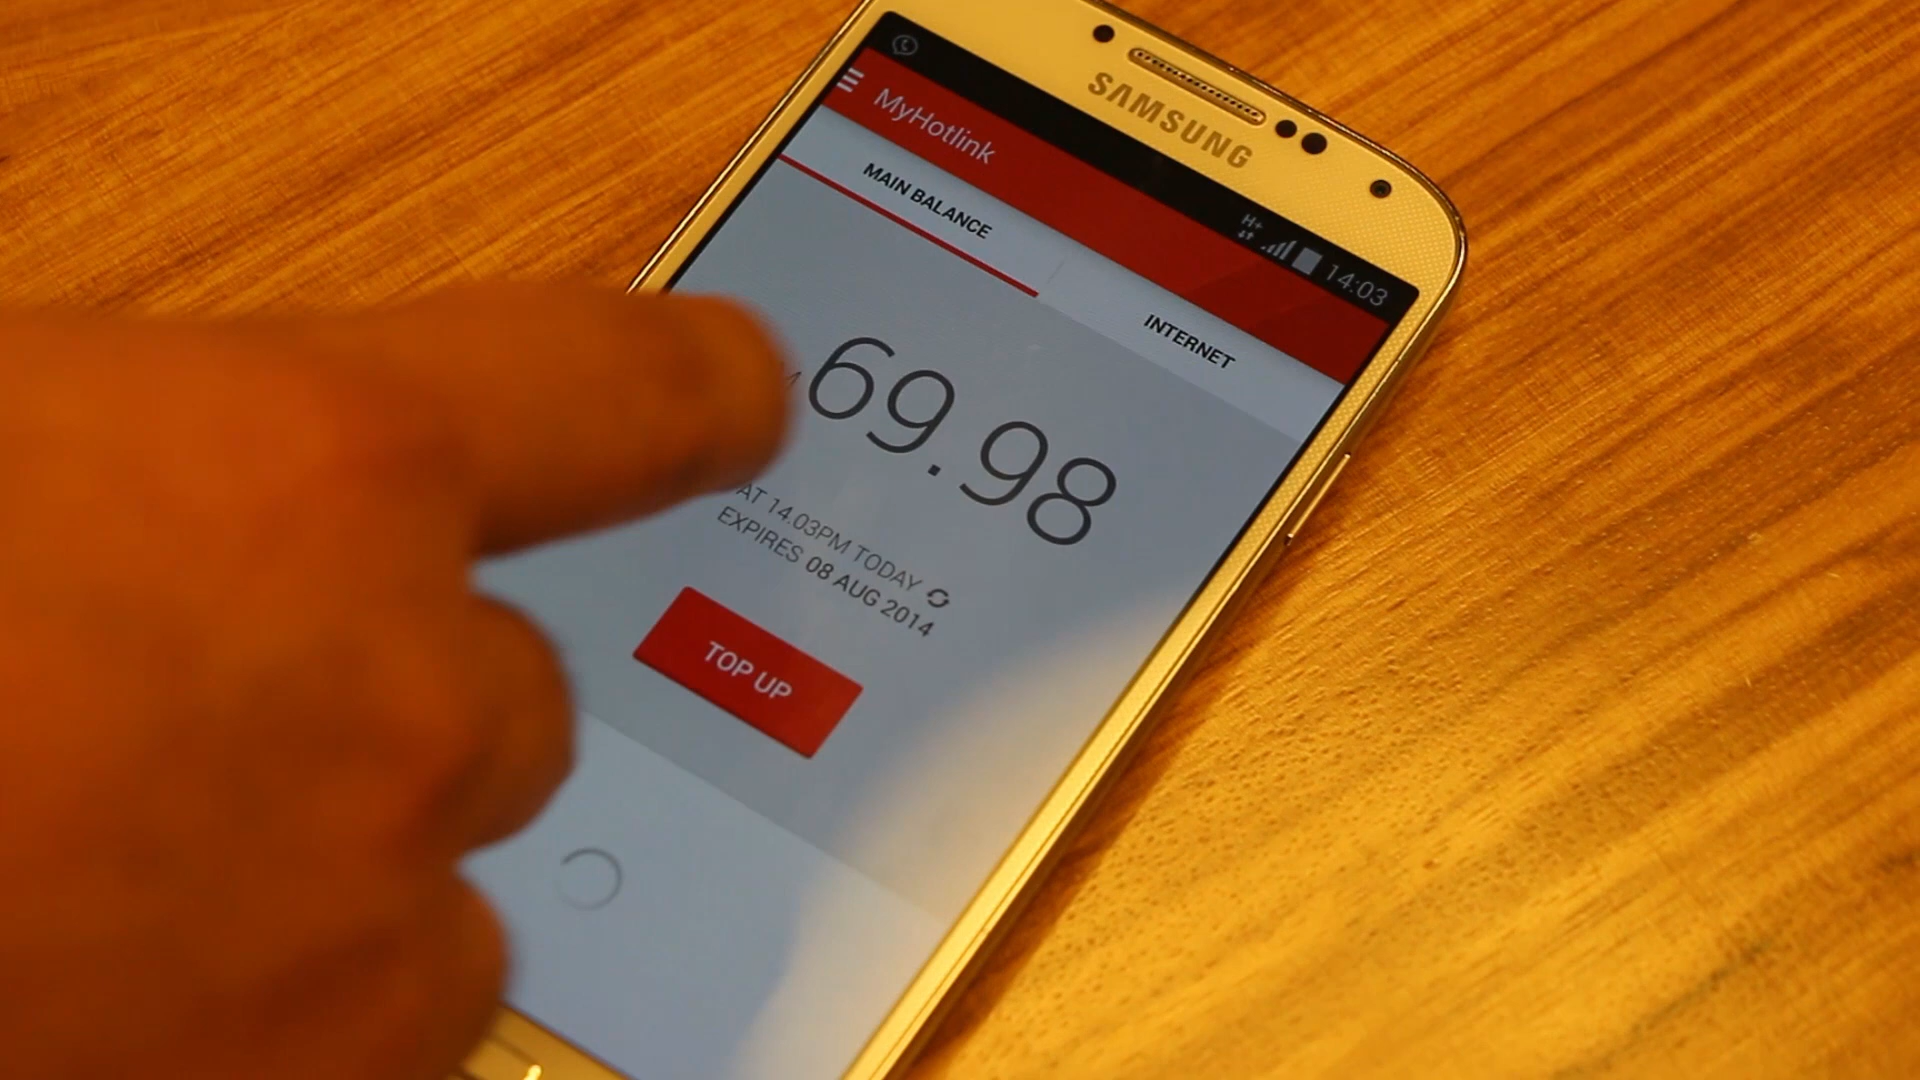 SAMSUNG
H+
14:03
MyHotlink
MAIN BALANCE
INTERNET
69.98
AT 14.03PM TODAY
EXPIRES 08 AUG 2014
TOP UP